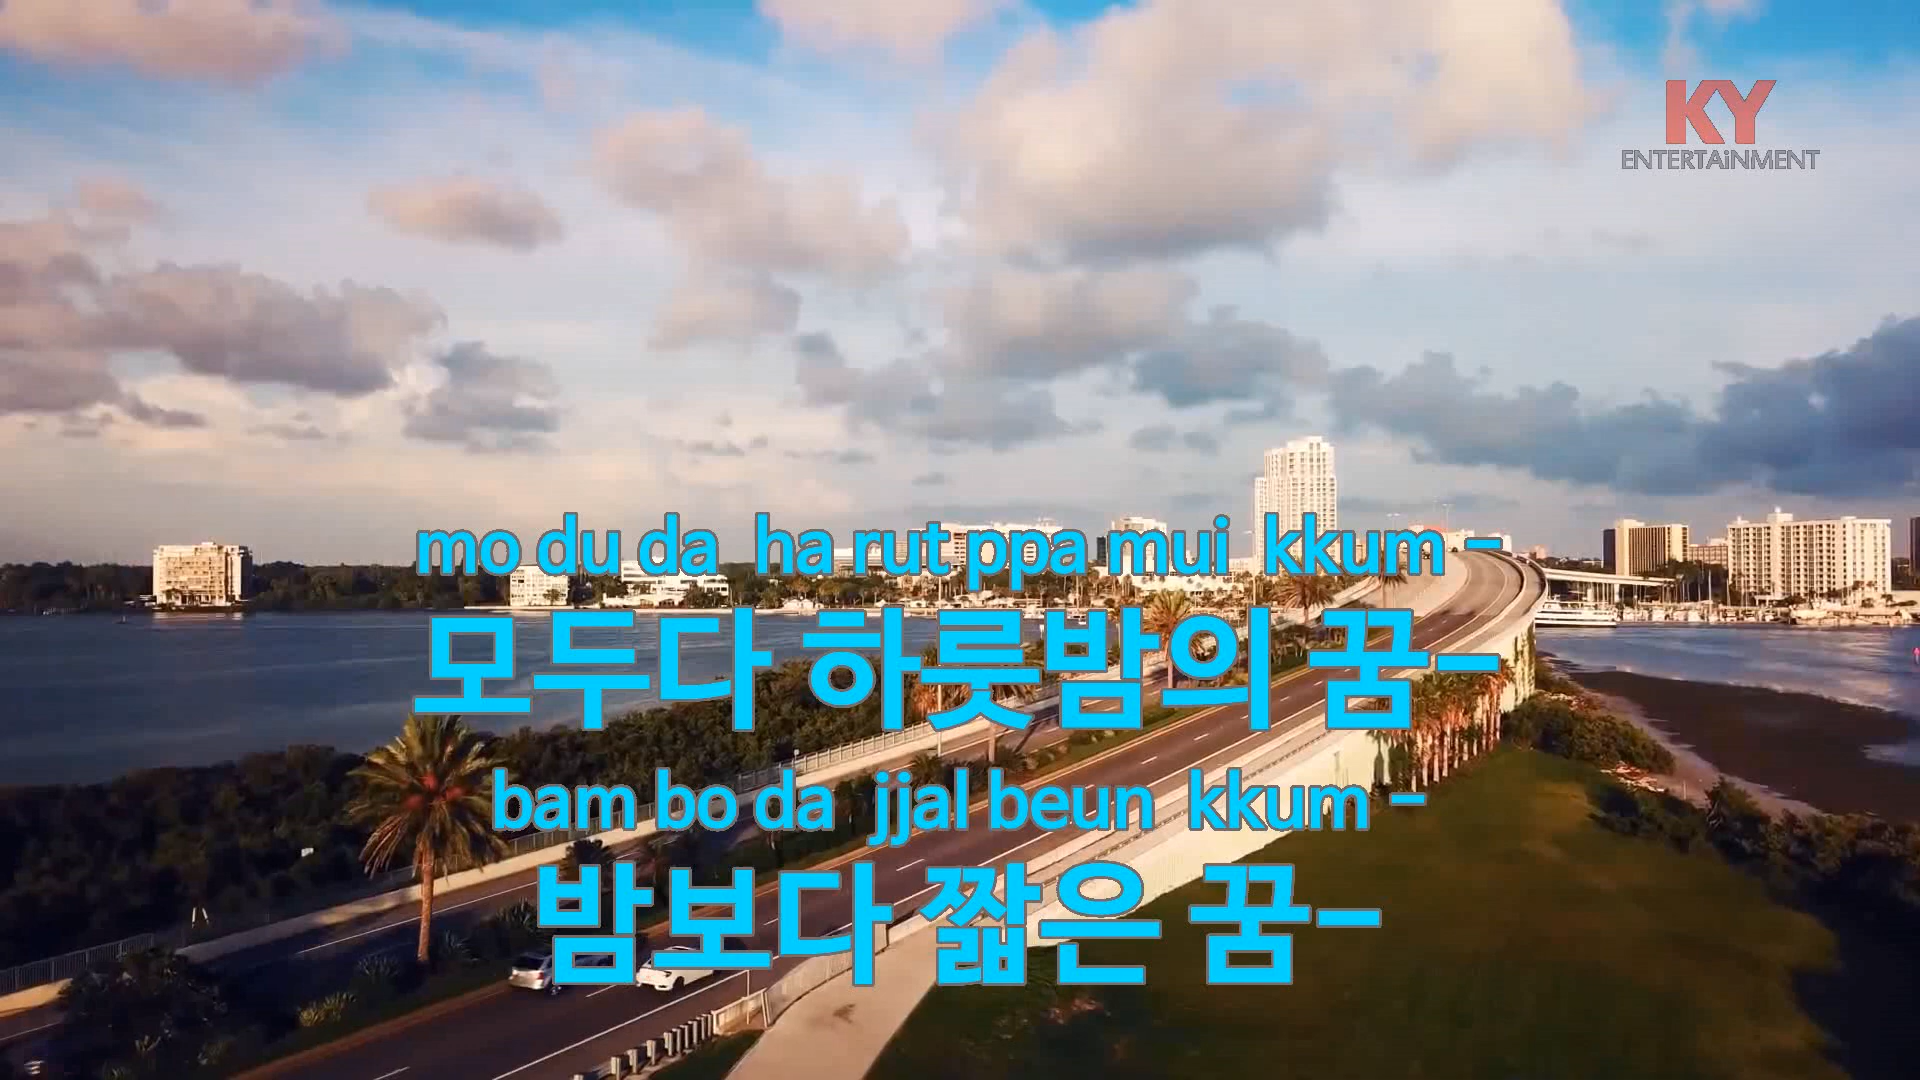 KY
ENTERTAiNMENT
mo du da ha rut ppa mui kkum -
모두다 하룻밤의 꿈-
bam bo da jjal beun kkum -
밤보다 짧은 꿈-